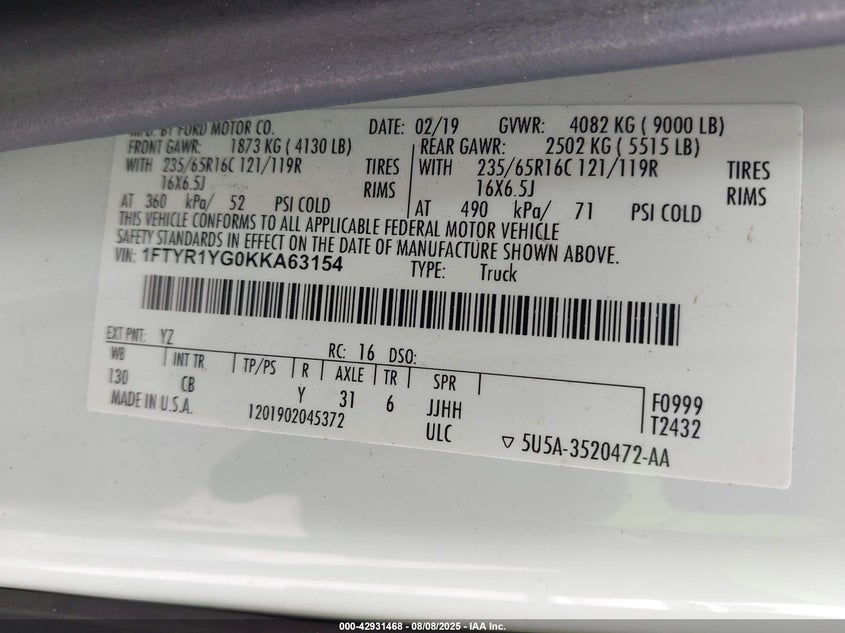 MFD. BY FORD MOTOR CO. DATE: 02/19 GVWR: 4082 KG ( 9000 LB)
FRONT GAWR: 1873 KG ( 4130 LB) REAR GAWR: 2502 KG ( 5515 LB)
WITH 235/65R16C 121/119R TIRES WITH 235/65R16C 121/119R TIRES
16X6.5J RIMS 16X6.5J RIMS
AT 360 kPa/ 52 PSI COLD AT 490 kPa/ 71 PSI COLD
THIS VEHICLE CONFORMS TO ALL APPLICABLE FEDERAL MOTOR VEHICLE
SAFETY STANDARDS IN EFFECT ON THE DATE OF MANUFACTURE SHOWN ABOVE.
VIN: 1FTYR1YG0KKA63154 TYPE: Truck
EXT PNT: YZ RC: 16 DSO:
WB INT TR TP/PS R AXLE TR SPR
130 CB Y 31 6 JJHH F0999
MADE IN U.S.A. 1201902045372 ULC T2432
5U5A-3520472-AA
000-42931468 - 08/08/2025 - IAA Inc.